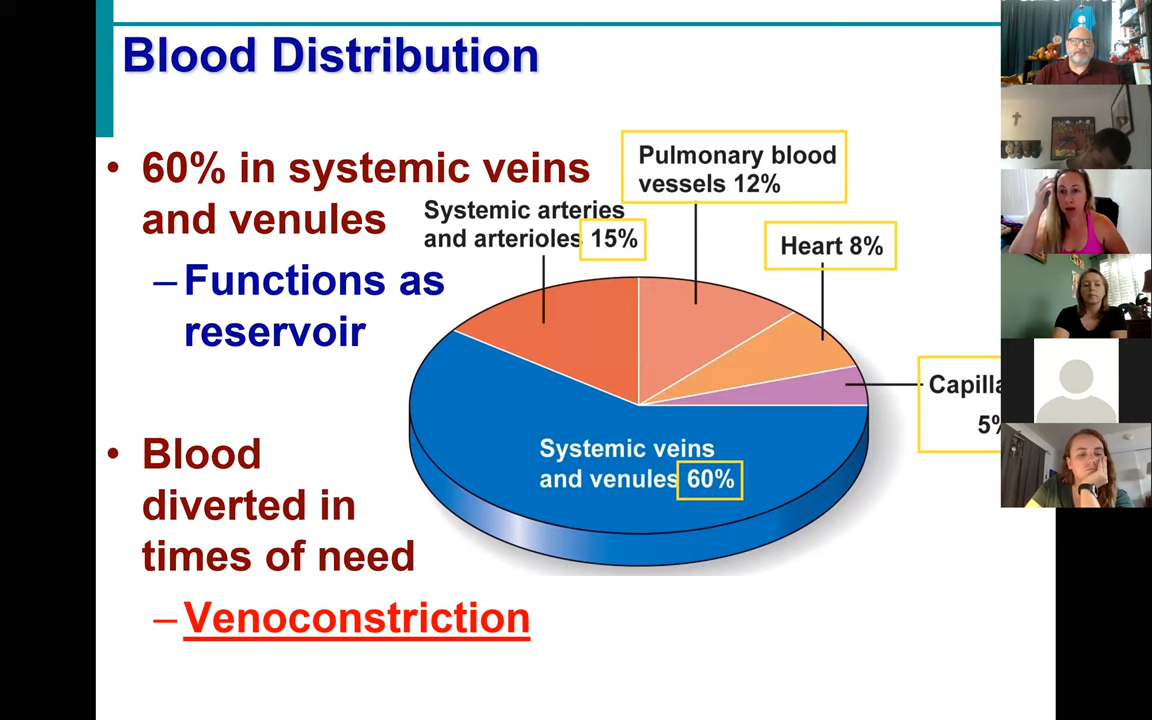 Blood Distribution
• 60% in systemic veins
and venules
– Functions as
reservoir
• Blood
diverted in
times of need
– Venoconstriction
Pulmonary blood
vessels 12%
Systemic arteries
and arterioles 15%
Heart 8%
Capilla
5%
Systemic veins
and venules 60%